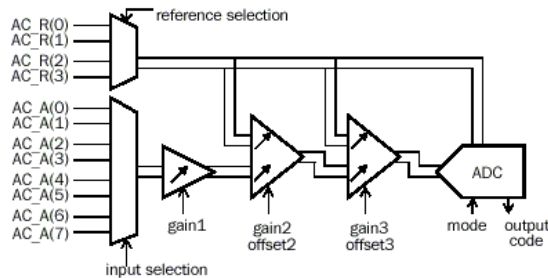 reference selection
AC_R(0)
AC_R(1)
AC_R(2)
AC_R(3)
AC_A(0)
AC_A(1)
AC_A(2)
AC_A(3)
AC_A(4)
AC_A(5)
AC_A(6)
AC_A(7)
ADC
gain1
gain2
offset2
gain3
offset3
mode
output
code
input selection